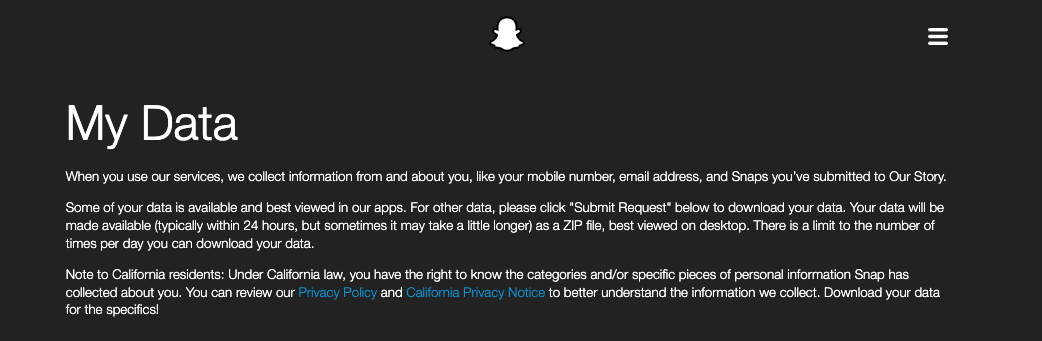 My Data
When you use our services, we collect information from and about you, like your mobile number, email address, and Snaps you’ve submitted to Our Story.
Some of your data is available and best viewed in our apps. For other data, please click "Submit Request" below to download your data. Your data will be
made available (typically within 24 hours, but sometimes it may take a little longer) as a ZIP file, best viewed on desktop. There is a limit to the number of
times per day you can download your data.
Note to California residents: Under California law, you have the right to know the categories and/or specific pieces of personal information Snap has
collected about you. You can review our Privacy Policy and California Privacy Notice to better understand the information we collect. Download your data
for the specifics!